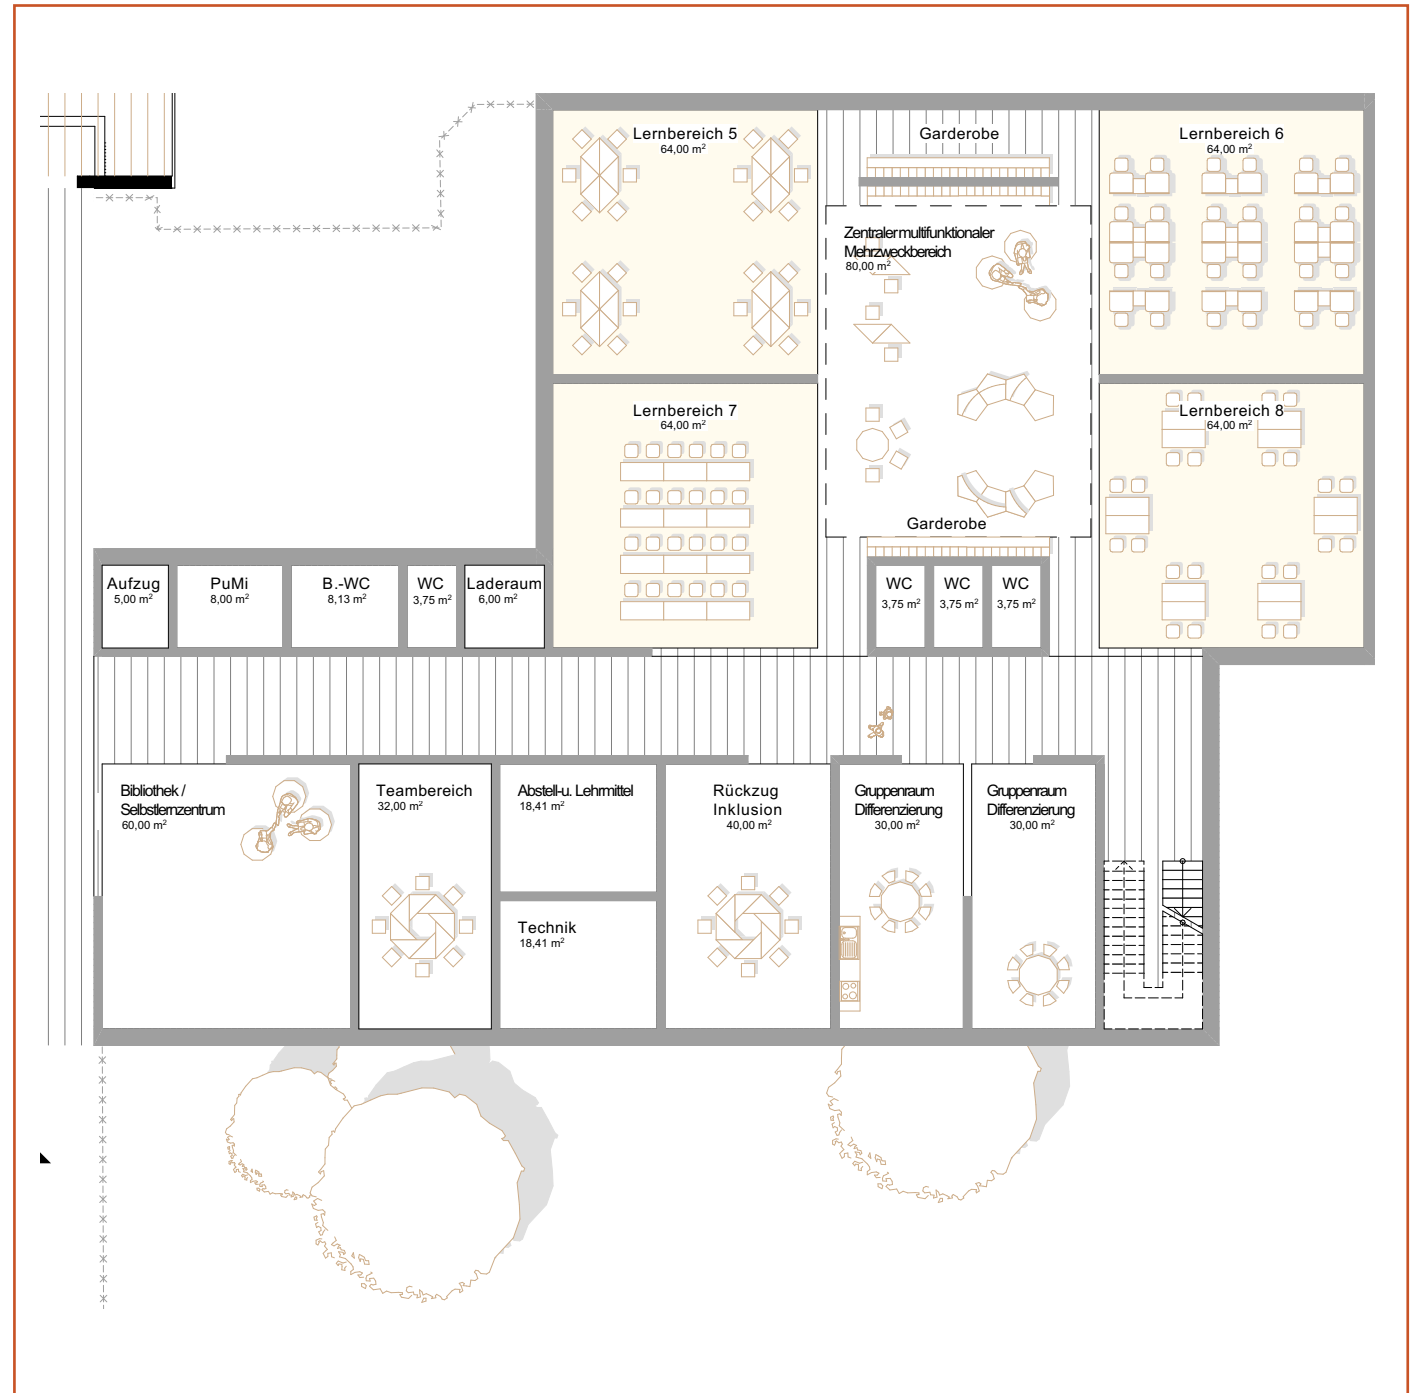 Lernbereich 5
64,00 m²
Garderobe
Lernbereich 6
64,00 m²
Zentraler multifunktionaler
Mehrzweckbereich
80,00 m²
Lernbereich 7
64,00 m²
Lernbereich 8
64,00 m²
Garderobe
Aufzug
5,00 m²
PuMi
8,00 m²
B.-WC
8,13 m²
WC
3,75 m²
Laderaum
6,00 m²
WC
3,75 m²
WC
3,75 m²
WC
3,75 m²
Bibliothek /
Selbstlernzentrum
60,00 m²
Teambereich
32,00 m²
Abstell-u. Lehrmittel
18,41 m²
Technik
18,41 m²
Rückzug
Inklusion
40,00 m²
Gruppenraum
Differenzierung
30,00 m²
Gruppenraum
Differenzierung
30,00 m²